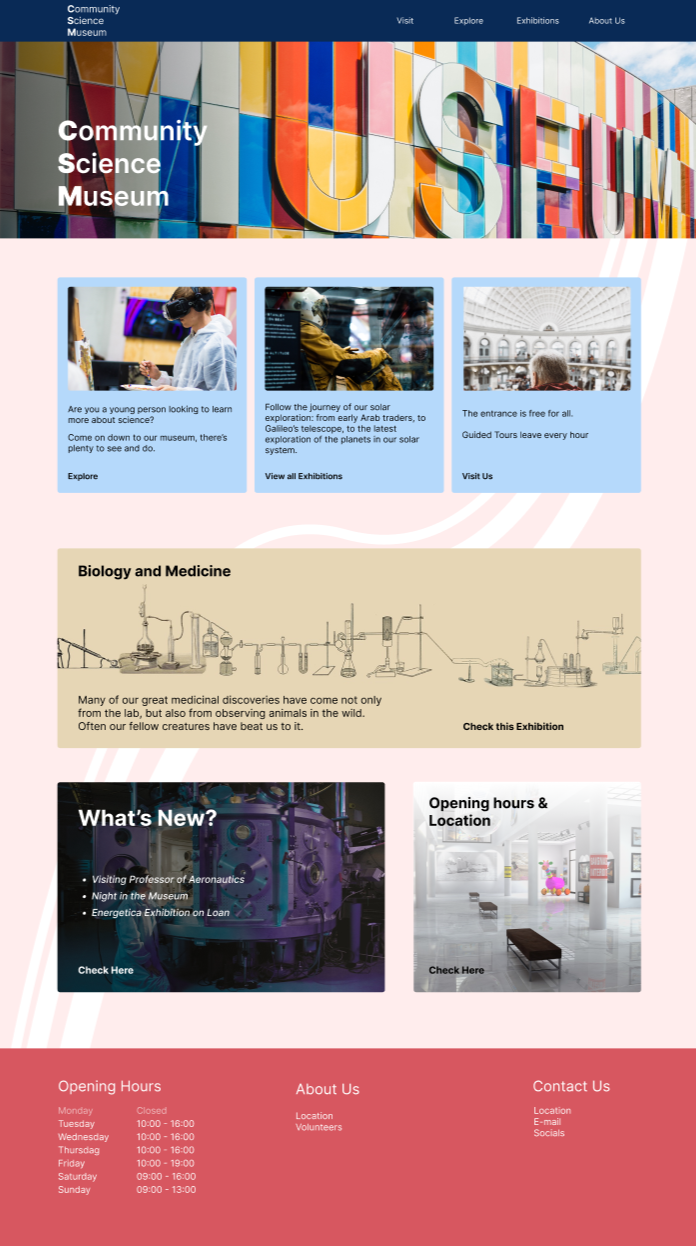 Community
Science
Museum
Visit
Explore
Exhibitions
About Us
MUSEUM
Community
Science
Museum
Are you a young person looking to learn
more about science?
Come on down to our museum, there's
plenty to see and do.
Explore
Follow the journey of our solar
exploration: from early Arab traders, to
Galileo's telescope, to the latest
exploration of the planets in our solar
system.
View all Exhibitions
The entrance is free for all.
Guided Tours leave every hour
Visit Us
Biology and Medicine
Many of our great medicinal discoveries have come not only
from the lab, but also from observing animals in the wild.
Often our fellow creatures have beat us to it.
Check this Exhibition
What's New?
• Visiting Professor of Aeronautics
• Night in the Museum
• Energetica Exhibition on Loan
Check Here
Opening hours &
Location
Check Here
Opening Hours
Monday Closed
Tuesday 10:00 - 16:00
Wednesday 10:00 - 16:00
Thursdag 10:00 - 16:00
Friday 10:00 - 19:00
Saturday 09:00 - 16:00
Sunday 09:00 - 13:00
About Us
Location
Volunteers
Contact Us
Location
E-mail
Socials